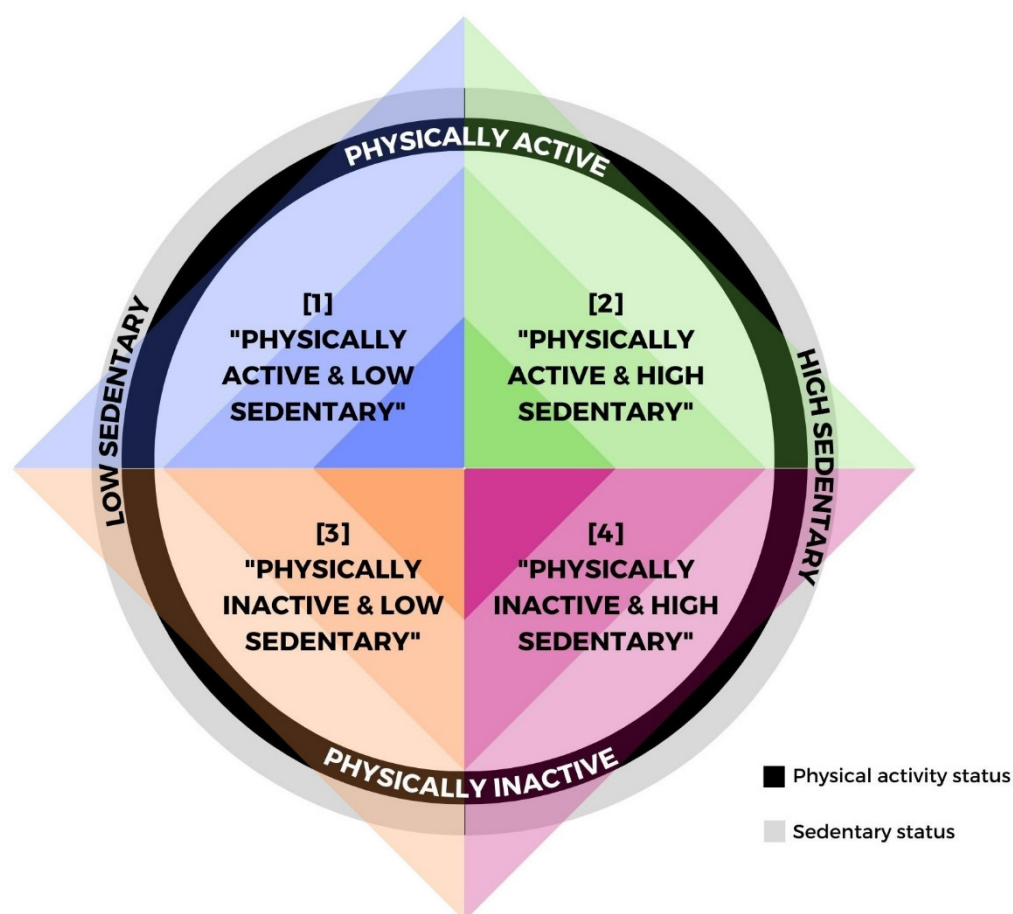 PHYSICALLY ACTIVE
LOW SEDENTARY
HIGH SEDENTARY
[1]
"PHYSICALLY
ACTIVE & LOW
SEDENTARY"
[2]
"PHYSICALLY
ACTIVE & HIGH
SEDENTARY"
[3]
"PHYSICALLY
INACTIVE & LOW
SEDENTARY"
[4]
"PHYSICALLY
INACTIVE & HIGH
SEDENTARY"
PHYSICALLY INACTIVE
Physical activity status
Sedentary status